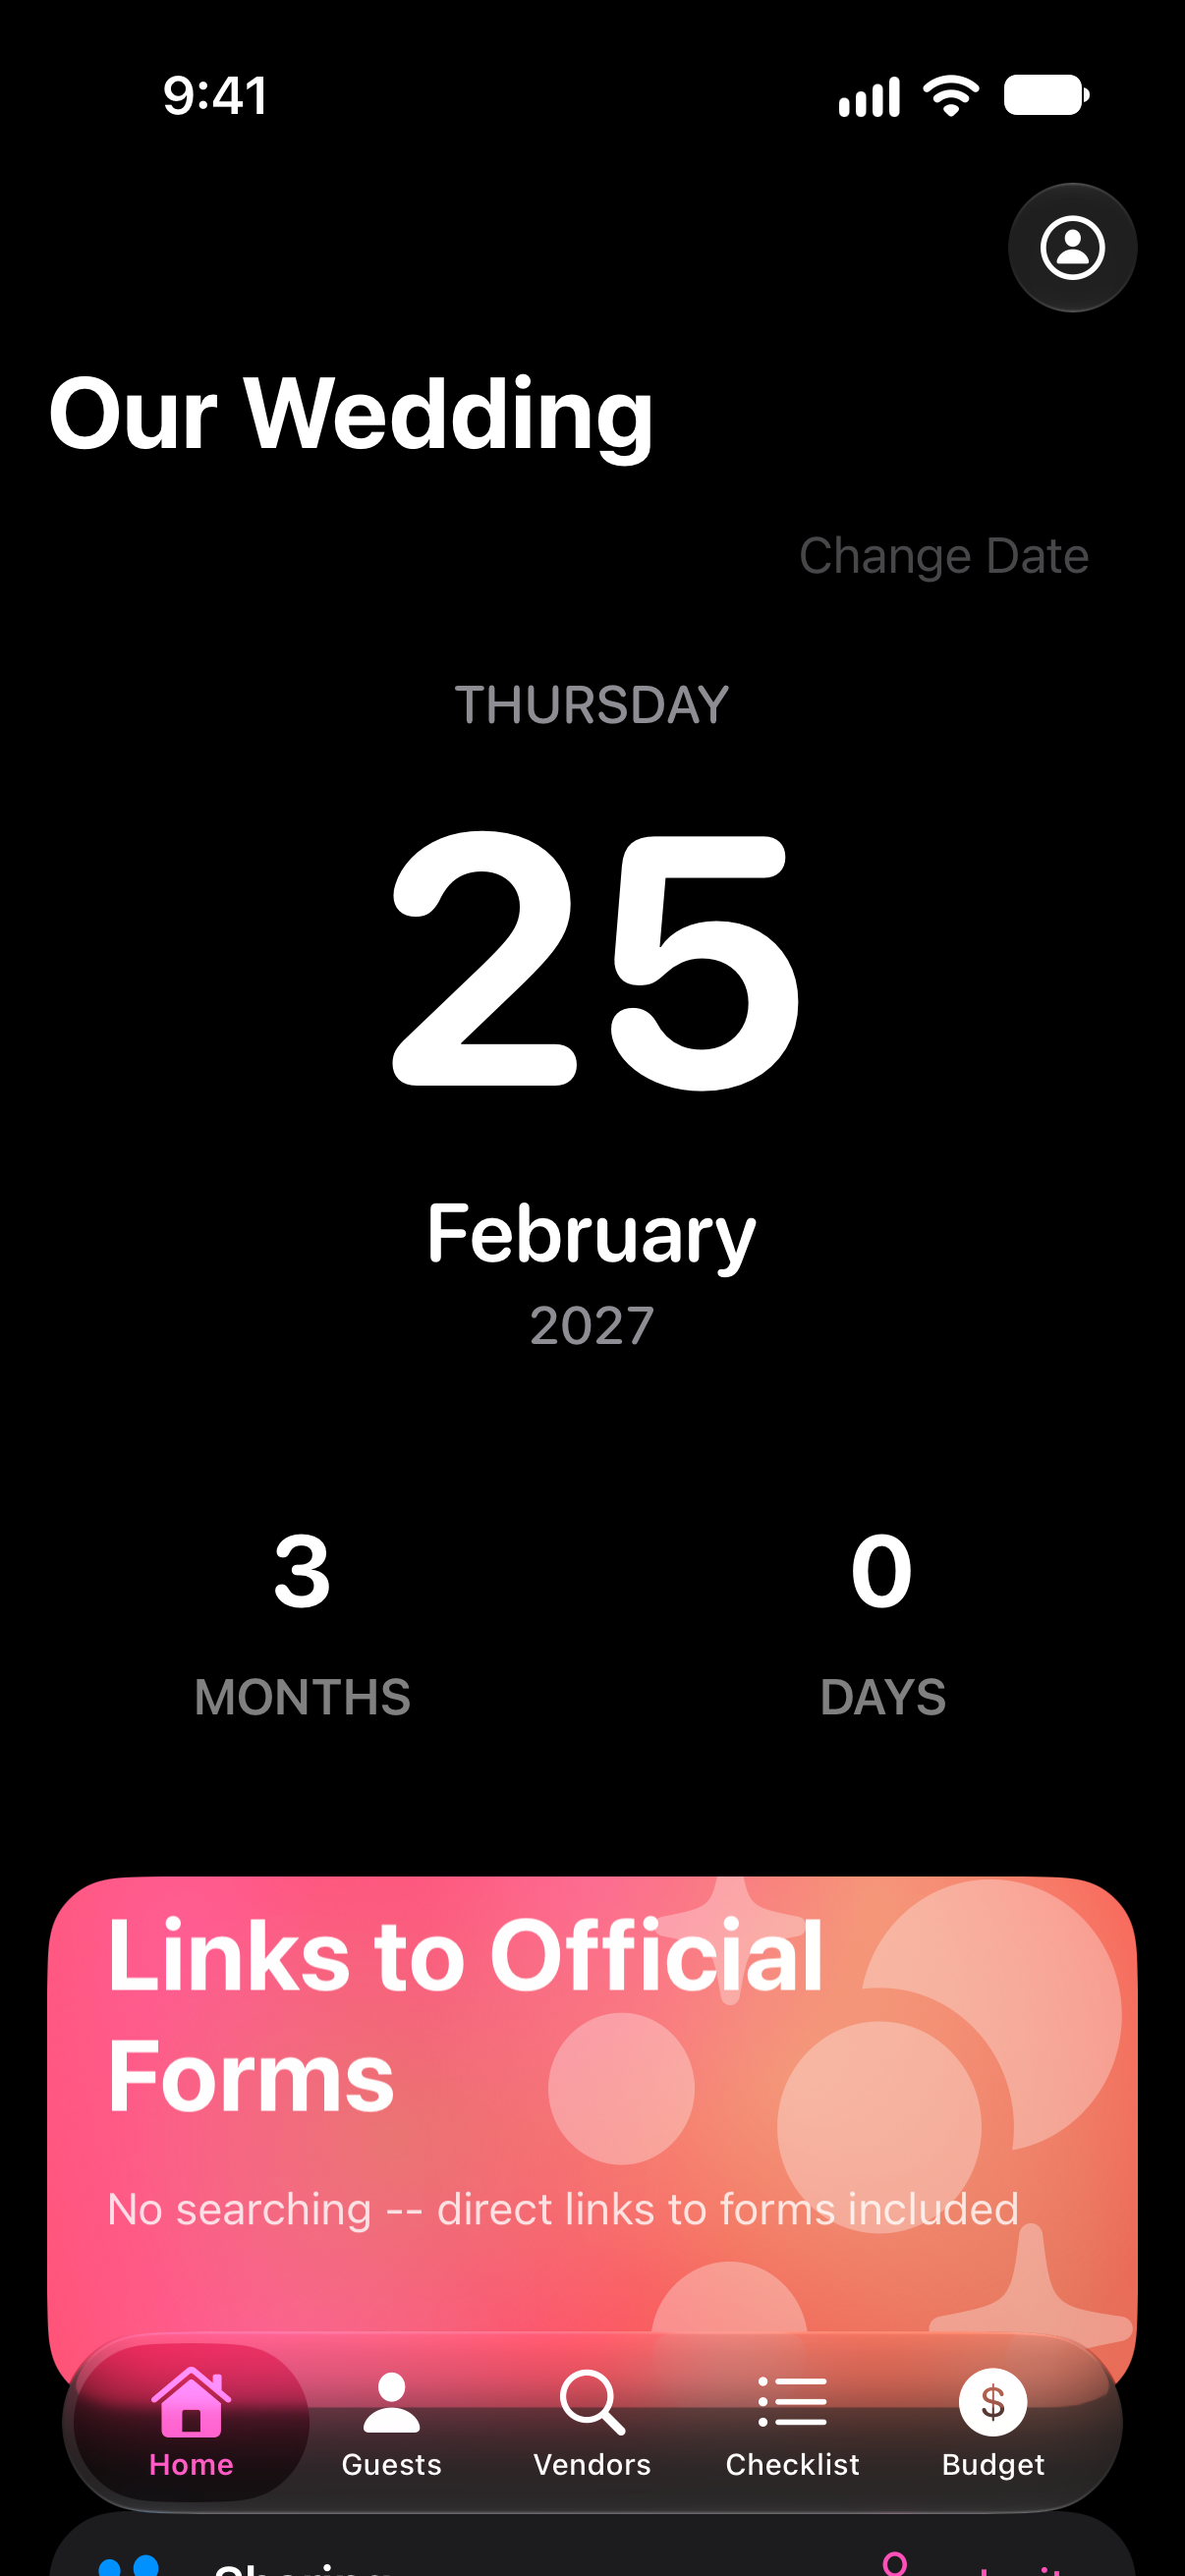 9:41
Our Wedding
Change Date
THURSDAY
25
February
2027
3
0
MONTHS
DAYS
Links to Official
Forms
No searching -- direct links to forms included
Home
Guests
Vendors
Checklist
$
Budget